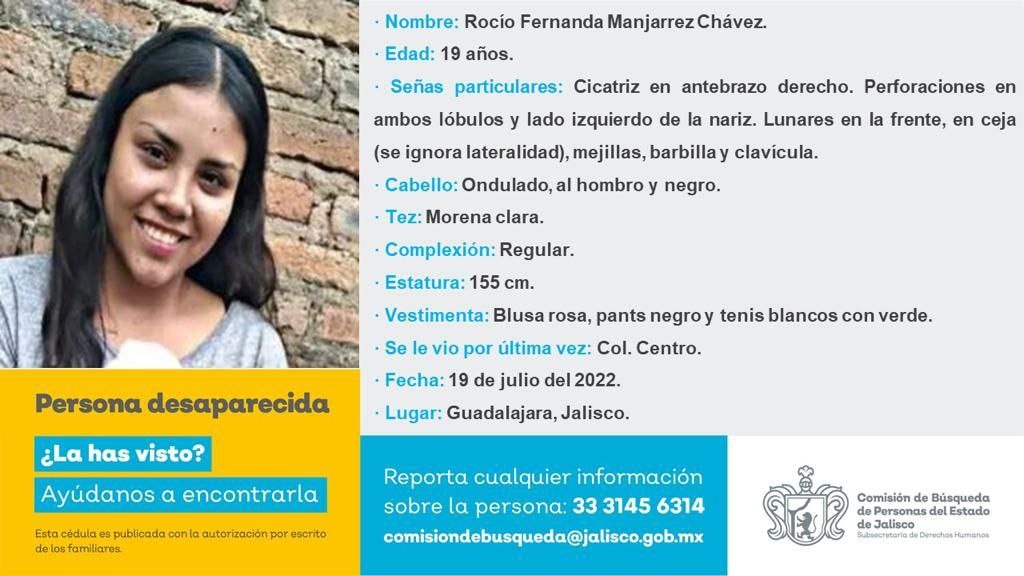 · Nombre: Rocío Fernanda Manjarrez Chávez.
· Edad: 19 años.
· Señas particulares: Cicatriz en antebrazo derecho. Perforaciones en
ambos lóbulos y lado izquierdo de la nariz. Lunares en la frente, en ceja
(se ignora lateralidad), mejillas, barbilla y clavícula.
· Cabello: Ondulado, al hombro y negro.
· Tez: Morena clara.
· Complexión: Regular.
· Estatura: 155 cm.
· Vestimenta: Blusa rosa, pants negro y tenis blancos con verde.
· Se le vio por última vez: Col. Centro.
· Fecha: 19 de julio del 2022.
· Lugar: Guadalajara, Jalisco.
Persona desaparecida
¿La has visto?
Ayúdanos a encontrarla
Esta cédula es publicada con la autorización por escrito
de los familiares.
Reporta cualquier información
sobre la persona: 33 3145 6314
comisiondebusqueda@jalisco.gob.mx
Comisión de Búsqueda
de Personas del Estado
de Jalisco
Subsecretaría de Derechos Humanos